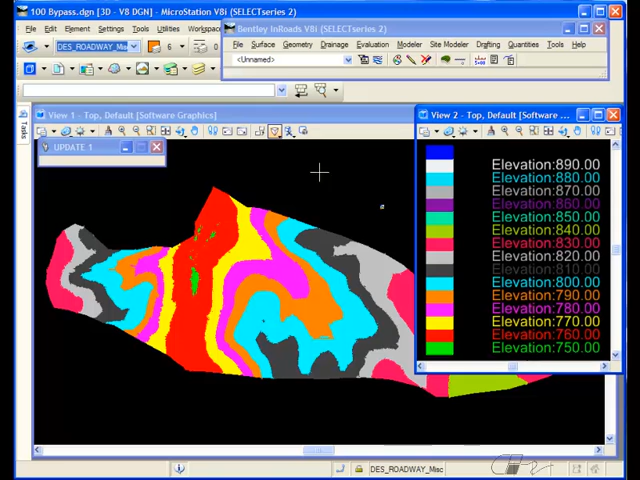 100 Bypass.dgn [3D - V8 DGN] - MicroStation V8i (SELECTseries 2)
File Edit Element Settings Tools Utilities Workspace
Bentley InRoads V8i (SELECTseries 2)
File Surface Geometry Drainage Evaluation Modeler Site Modeler Drafting Quantities Tools Help
DES_ROADWAY_Misc 6
<Unnamed>
Tasks
View 1 - Top, Default [Software Graphics]
View 2 - Top, Default [Software ...
UPDATE 1
Elevation:890.00
Elevation:880.00
Elevation:870.00
Elevation:860.00
Elevation:850.00
Elevation:840.00
Elevation:830.00
Elevation:820.00
Elevation:810.00
Elevation:800.00
Elevation:790.00
Elevation:780.00
Elevation:770.00
Elevation:760.00
Elevation:750.00
DES_ROADWAY_Misc